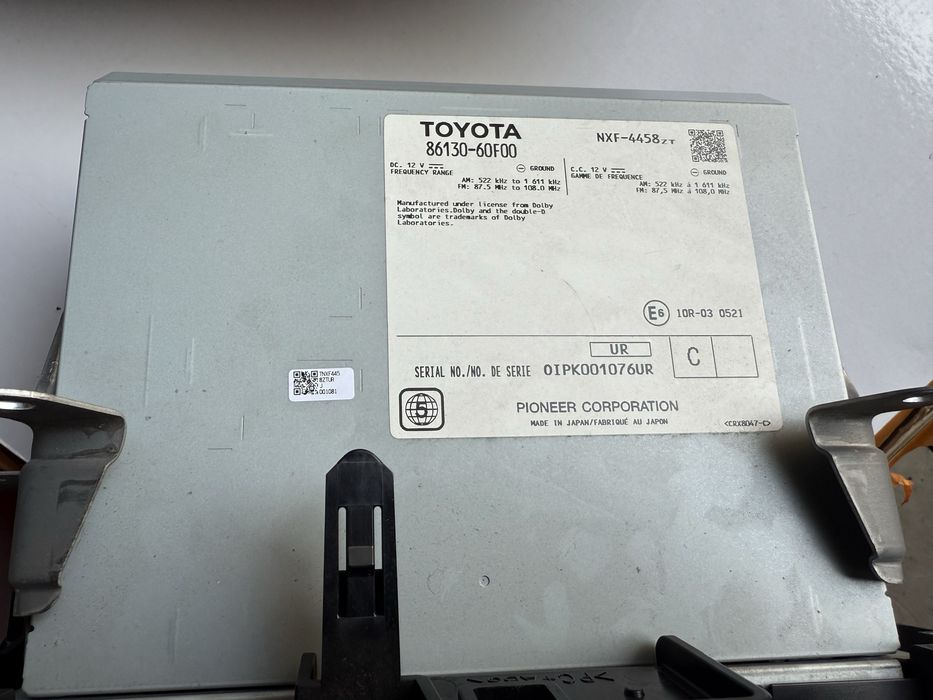 TOYOTA
86130-60F00
NXF-4458ZT
DC. 12 V
GROUND
FREQUENCY RANGE
AM: 522 kHz to 1 611 kHz
FM: 87.5 MHz to 108.0 MHz
C.C. 12 V
GROUND
GAMME DE FREQUENCE
AM: 522 kHz á 1 611 kHz
FM: 87,5 MHz á 108,0 MHz
Manufactured under license from Dolby
Laboratories.Dolby and the double-D
symbol are trademarks of Dolby
Laboratories.
E6 10R-03 0521
UR
C
SERIAL NO./NO. DE SERIE OIPK001076UR
5
PIONEER CORPORATION
MADE IN JAPAN/FABRIQUÉ AU JAPON
<CRX8047-C>
TNXF445
8ZTUR
J
001081